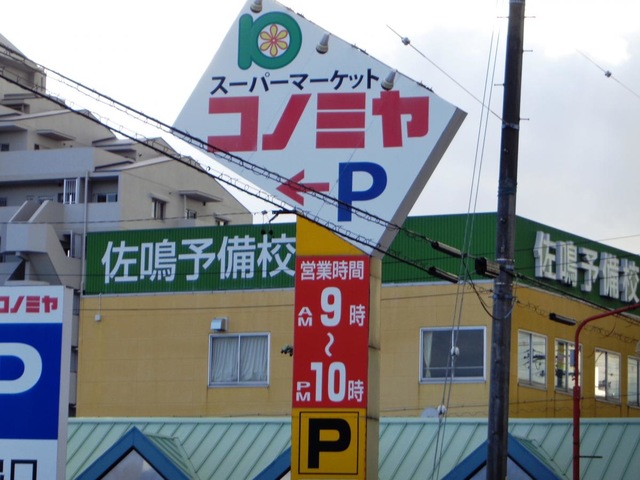 スーパーマーケット
コノミヤ
←P
佐鳴予備校
佐鳴予備校
営業時間
AM 9時
～
PM 10時
P
コノミヤ
P